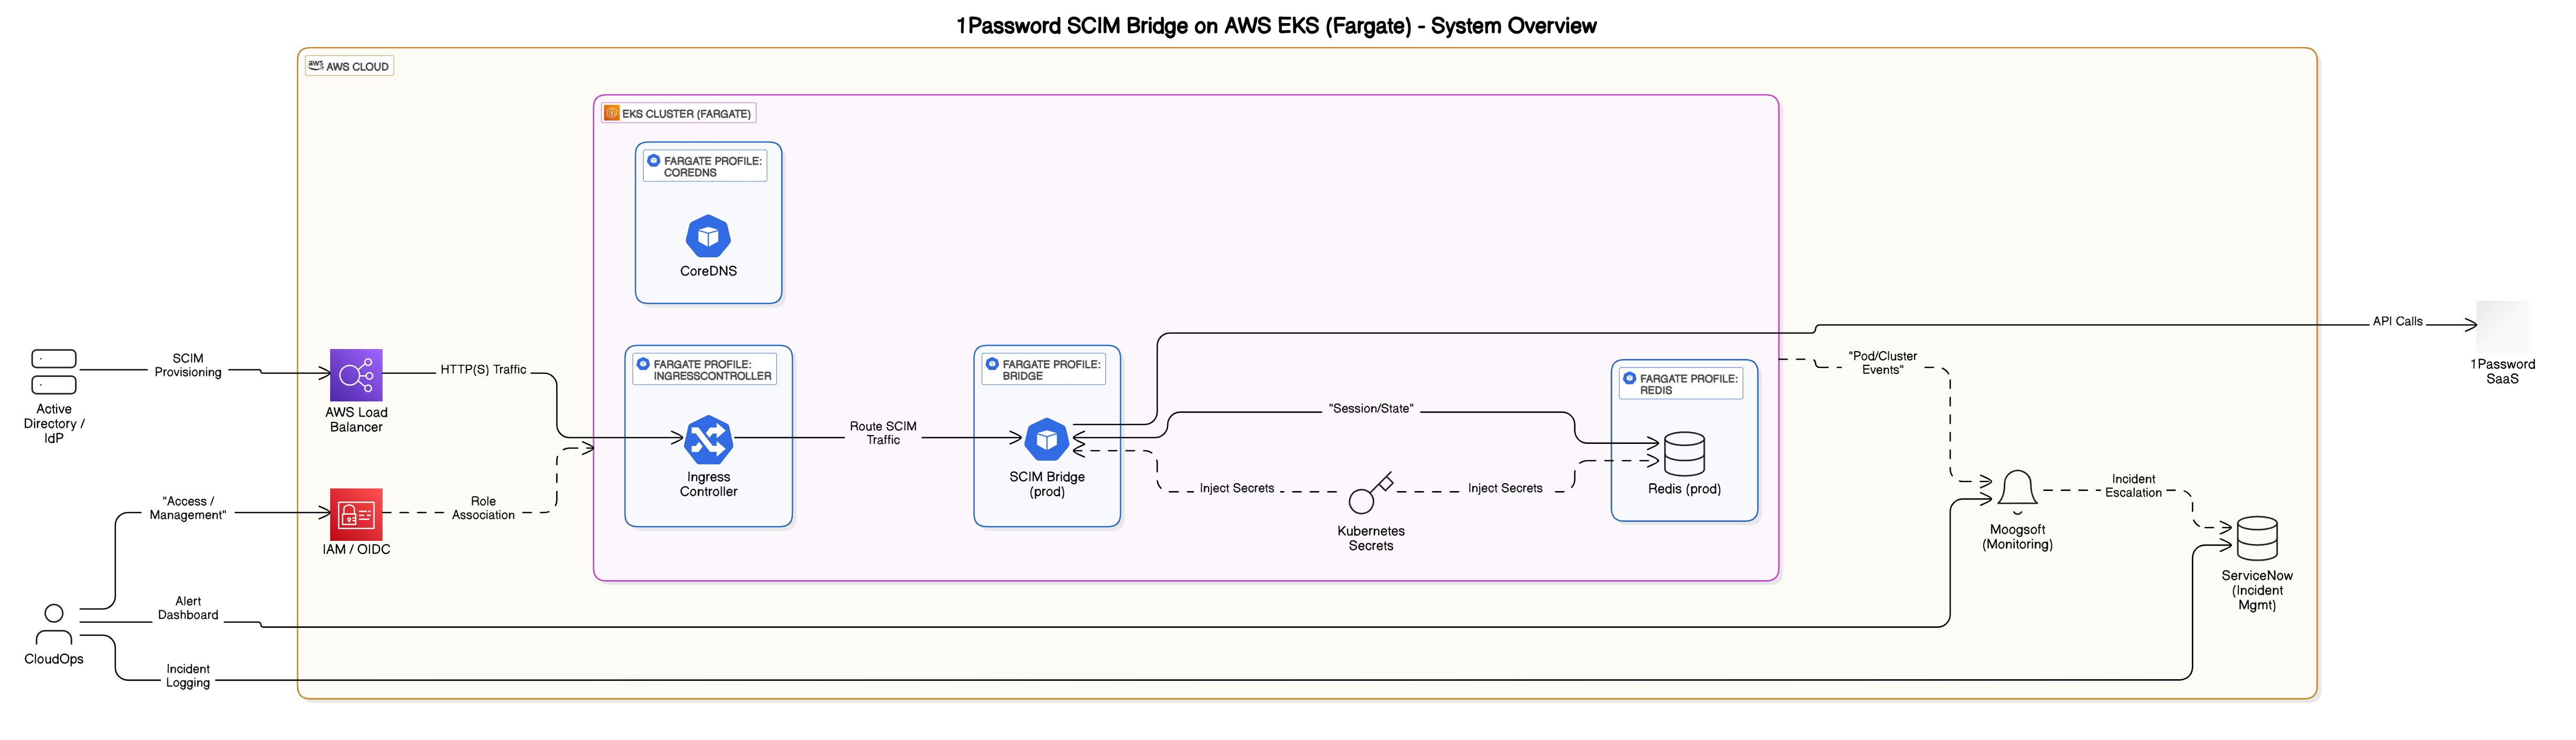 1Password SCIM Bridge on AWS EKS (Fargate) - System Overview
aws AWS CLOUD
EKS CLUSTER (FARGATE)
FARGATE PROFILE:
COREDNS
CoreDNS
SCIM
Provisioning
Active
Directory /
IdP
AWS Load
Balancer
HTTP(S) Traffic
FARGATE PROFILE:
INGRESSCONTROLLER
Ingress
Controller
Route SCIM
Traffic
FARGATE PROFILE:
BRIDGE
SCIM Bridge
(prod)
"Session/State"
Inject Secrets
Kubernetes
Secrets
Inject Secrets
FARGATE PROFILE:
REDIS
Redis (prod)
API Calls
1Password
SaaS
"Pod/Cluster
Events"
"Access /
Management"
IAM / OIDC
Role
Association
Moogsoft
(Monitoring)
Incident
Escalation
ServiceNow
(Incident
Mgmt)
CloudOps
Alert
Dashboard
Incident
Logging